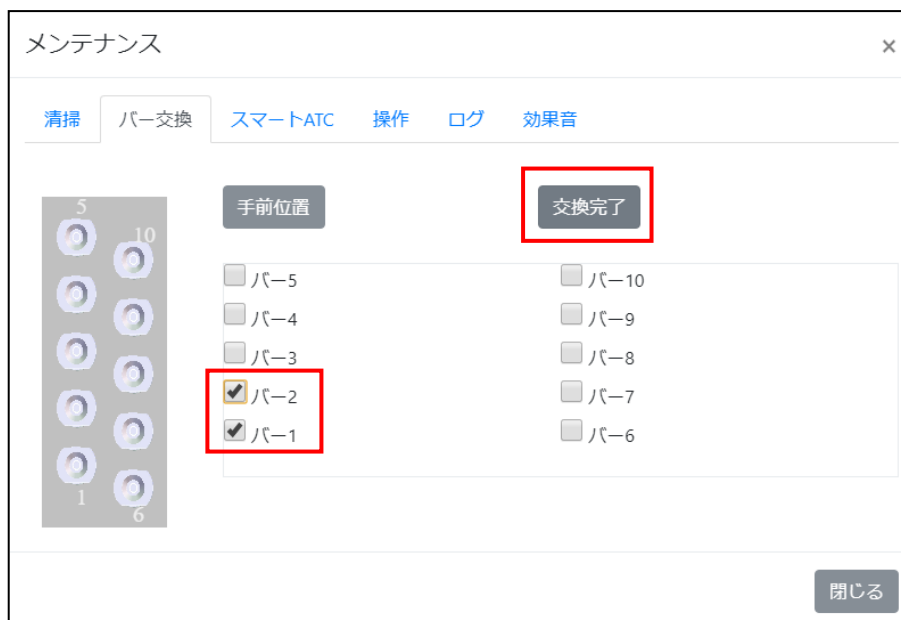 メンテナンス ×
清掃 バー交換 スマートATC 操作 ログ 効果音
手前位置 交換完了
5
10
1
6
バー5 バー10
バー4 バー9
バー3 バー8
バー2 バー7
バー1 バー6
閉じる